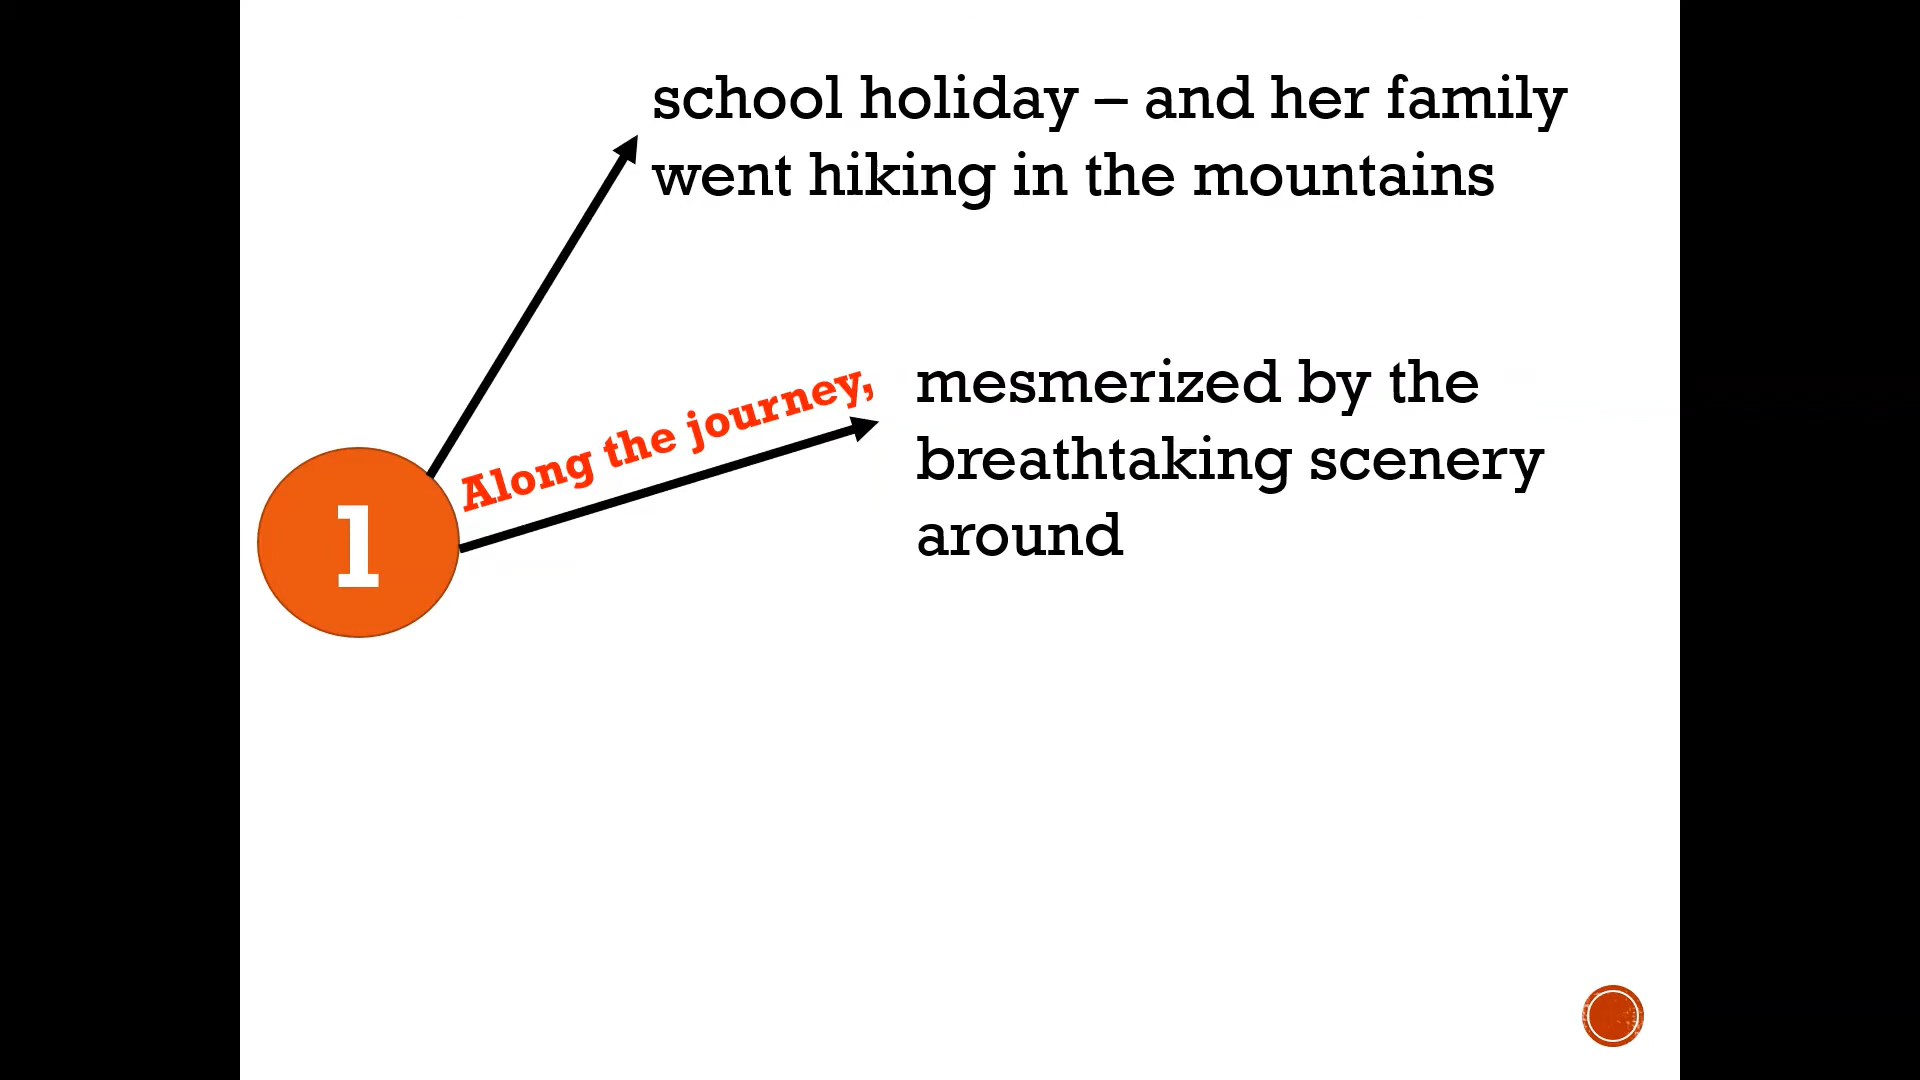 school holiday – and her family
went hiking in the mountains
Along the journey,
mesmerized by the
breathtaking scenery
around
1